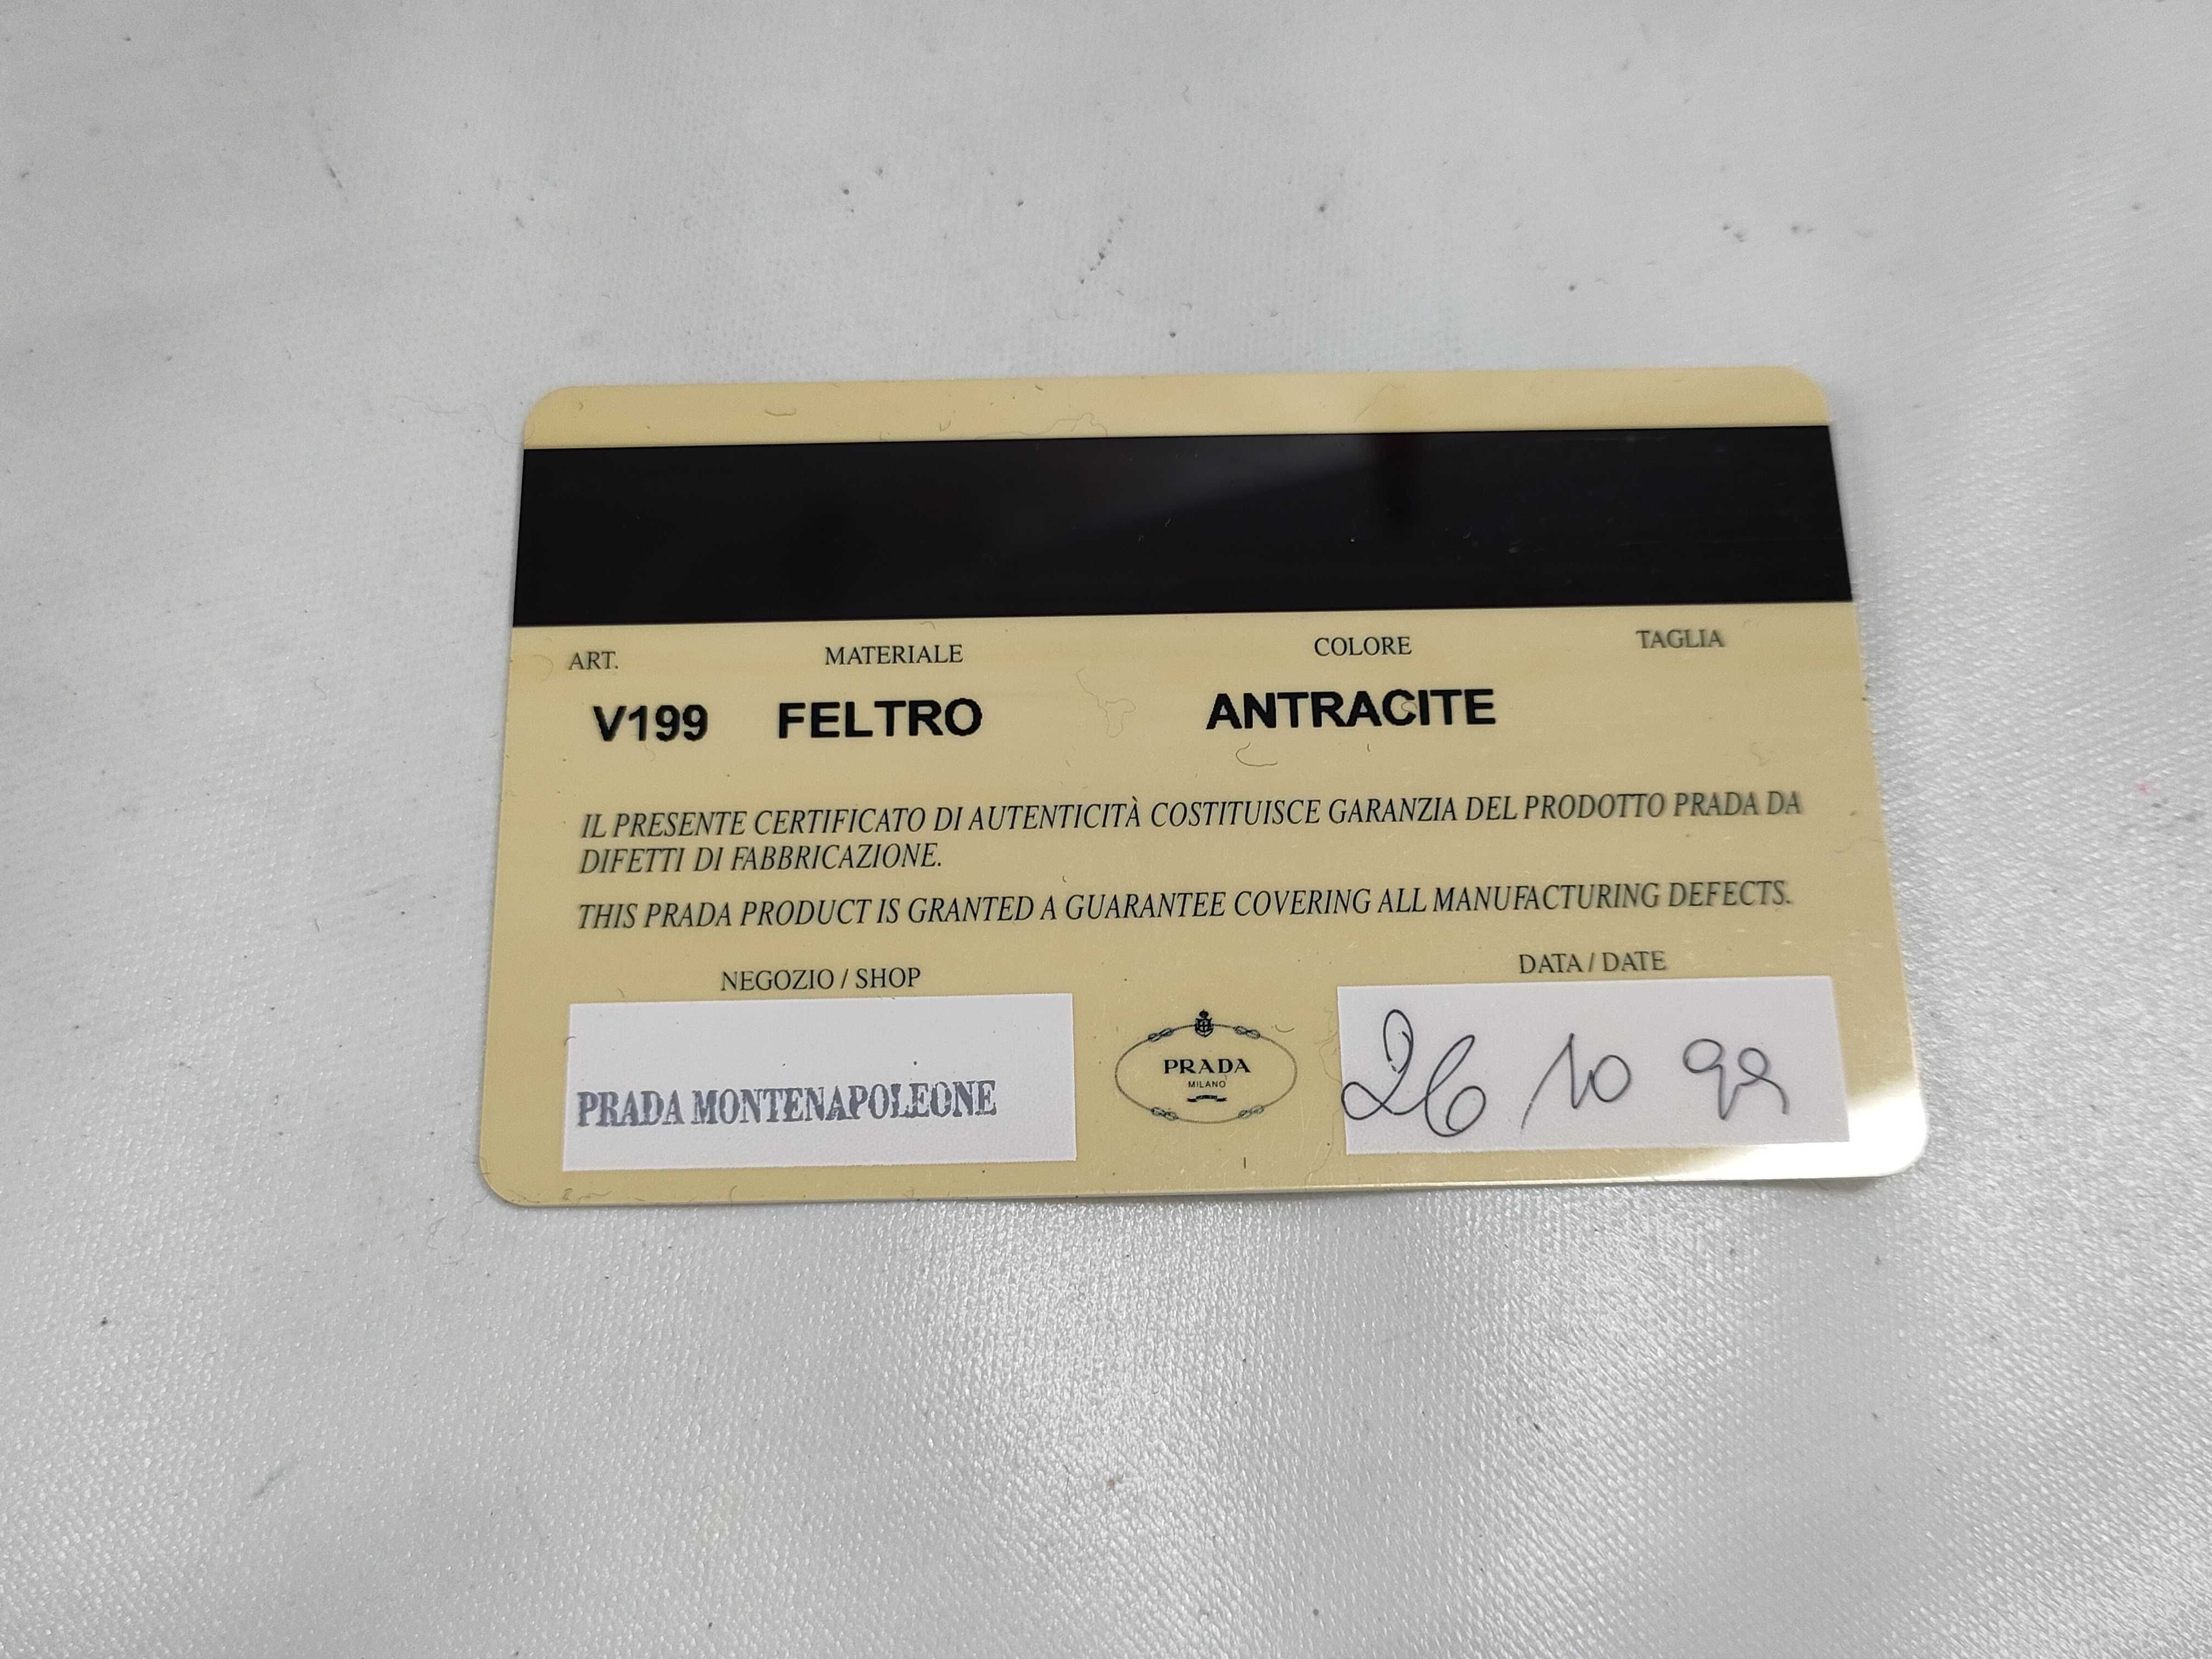 ART. MATERIALE COLORE TAGLIA
V199 FELTRO ANTRACITE
IL PRESENTE CERTIFICATO DI AUTENTICITÀ COSTITUISCE GARANZIA DEL PRODOTTO PRADA DA
DIFETTI DI FABBRICAZIONE.
THIS PRADA PRODUCT IS GRANTED A GUARANTEE COVERING ALL MANUFACTURING DEFECTS.
NEGOZIO / SHOP
PRADA MONTENAPOLEONE
PRADA
MILANO
DATA / DATE
26 10 99